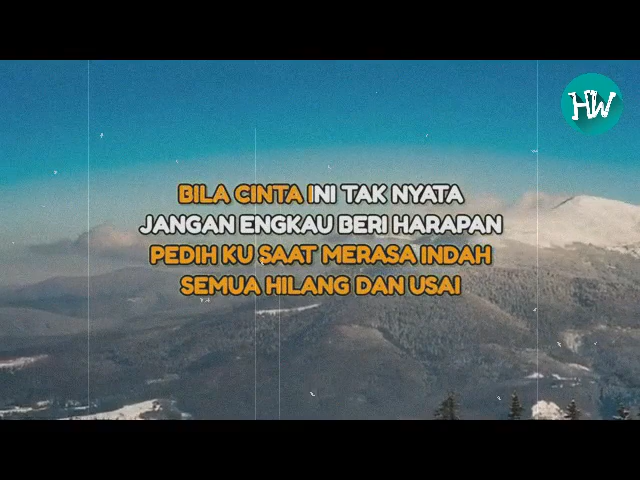 HW
BILA CINTA INI TAK NYATA
JANGAN ENGKAU BERI HARAPAN
PEDIH KU SAAT MERASA INDAH
SEMUA HILANG DAN USAI